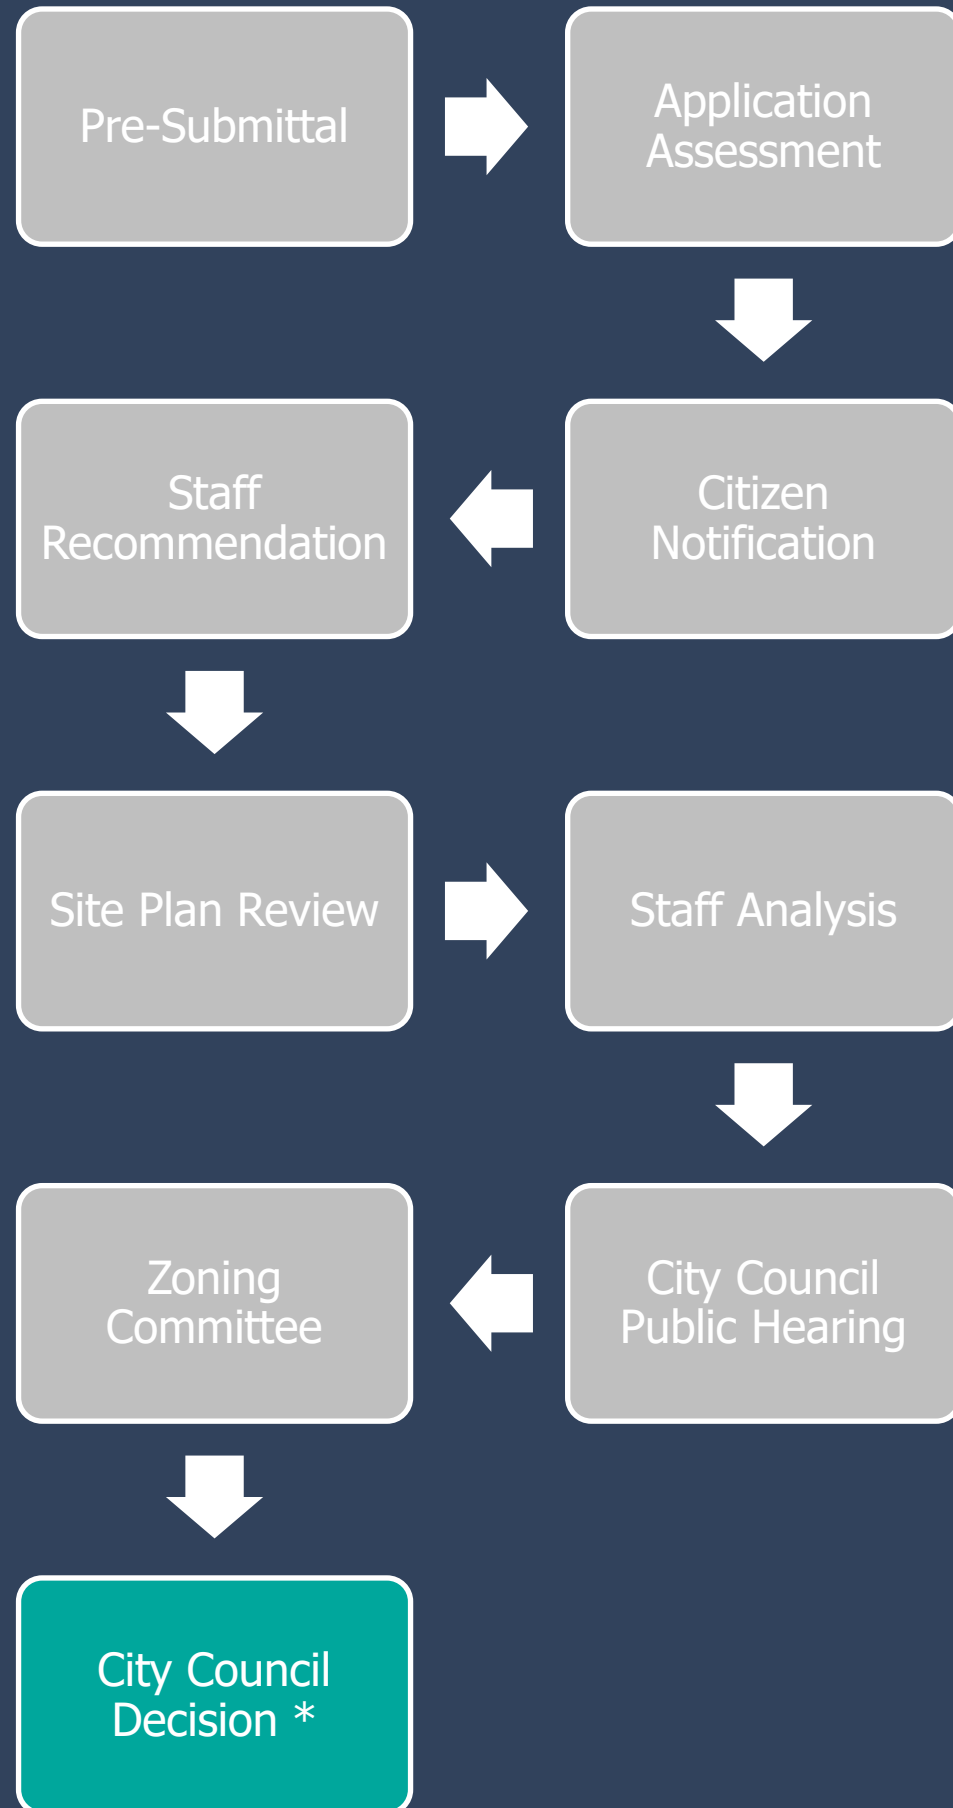 Pre-Submittal
Application
Assessment
Citizen
Notification
Staff
Recommendation
Site Plan Review
Staff Analysis
City Council
Public Hearing
Zoning
Committee
City Council
Decision *